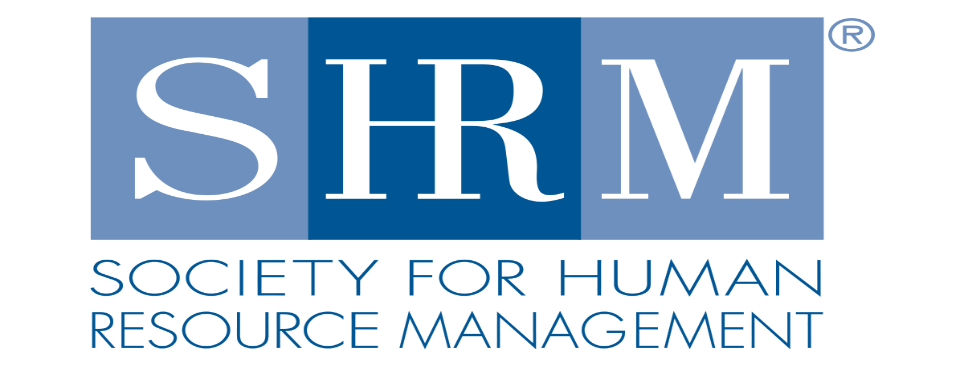 SHRM®
SOCIETY FOR HUMAN
RESOURCE MANAGEMENT